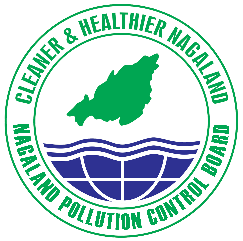 CLEANER & HEALTHIER NAGALAND
NAGALAND POLLUTION CONTROL BOARD